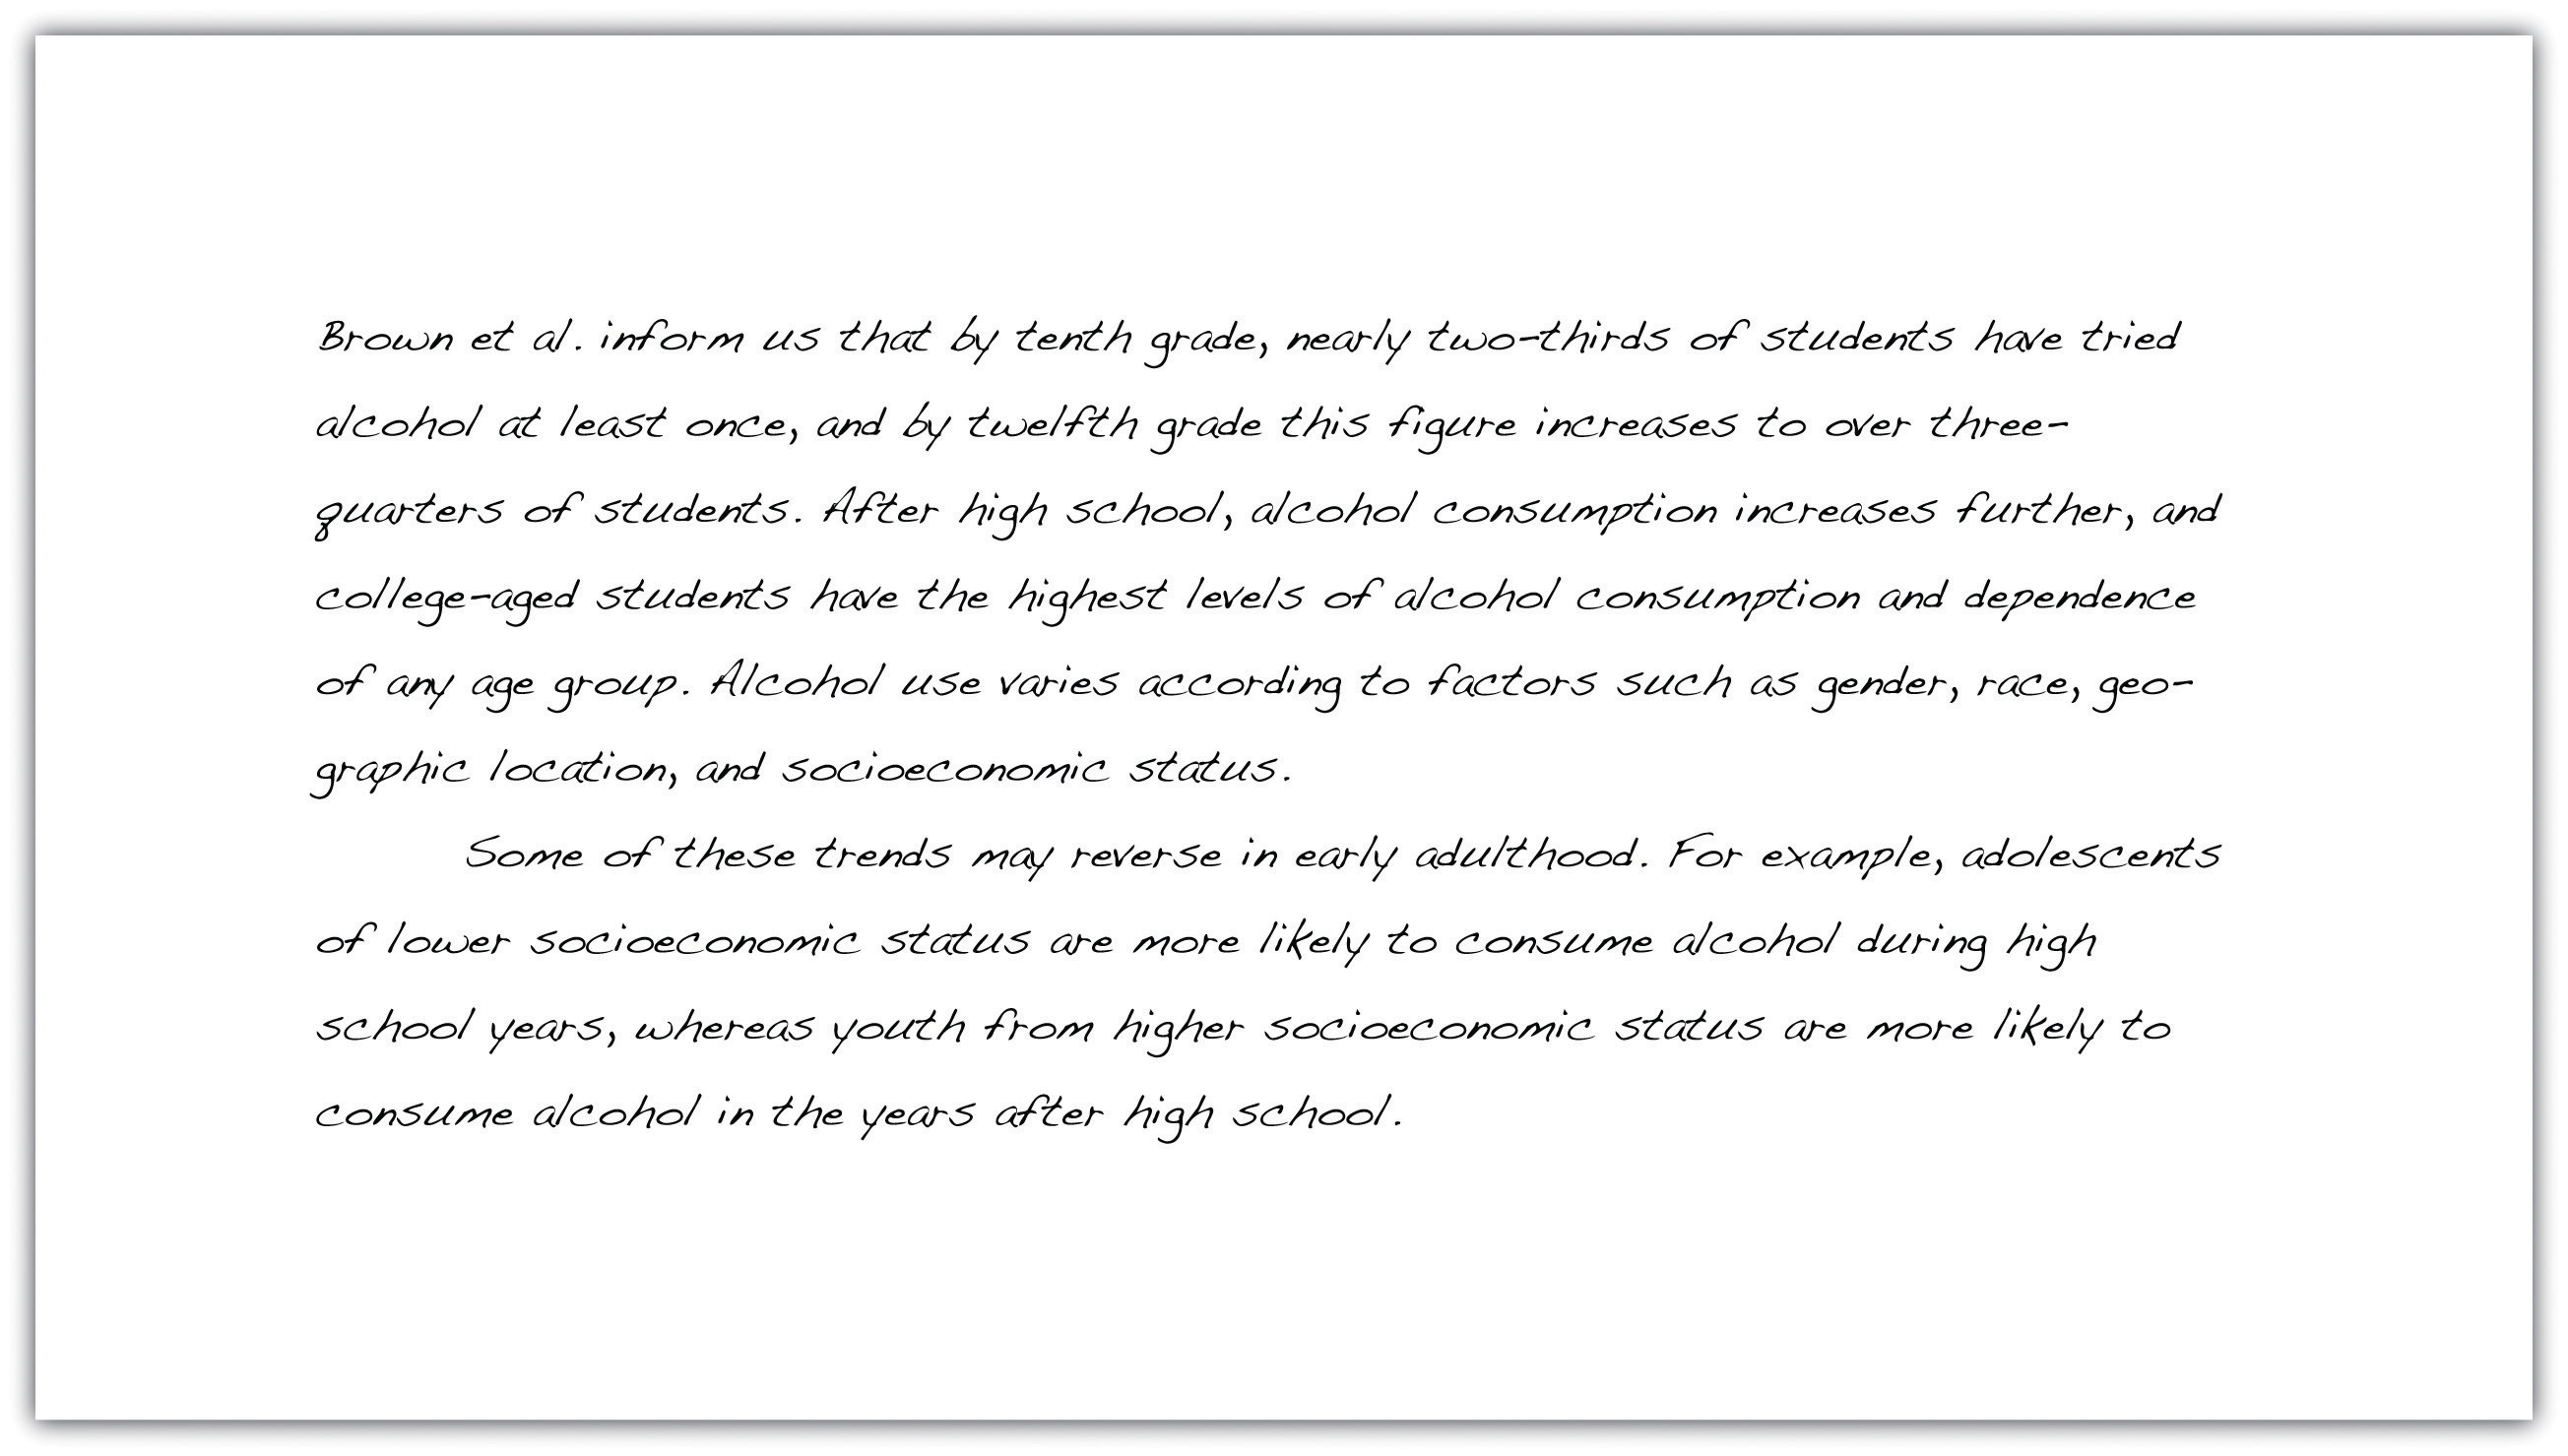 Brown et al. inform us that by tenth grade, nearly two-thirds of students have tried
alcohol at least once, and by twelfth grade this figure increases to over three-
quarters of students. After high school, alcohol consumption increases further, and
college-aged students have the highest levels of alcohol consumption and dependence
of any age group. Alcohol use varies according to factors such as gender, race, geo-
graphic location, and socioeconomic status.
Some of these trends may reverse in early adulthood. For example, adolescents
of lower socioeconomic status are more likely to consume alcohol during high
school years, whereas youth from higher socioeconomic status are more likely to
consume alcohol in the years after high school.